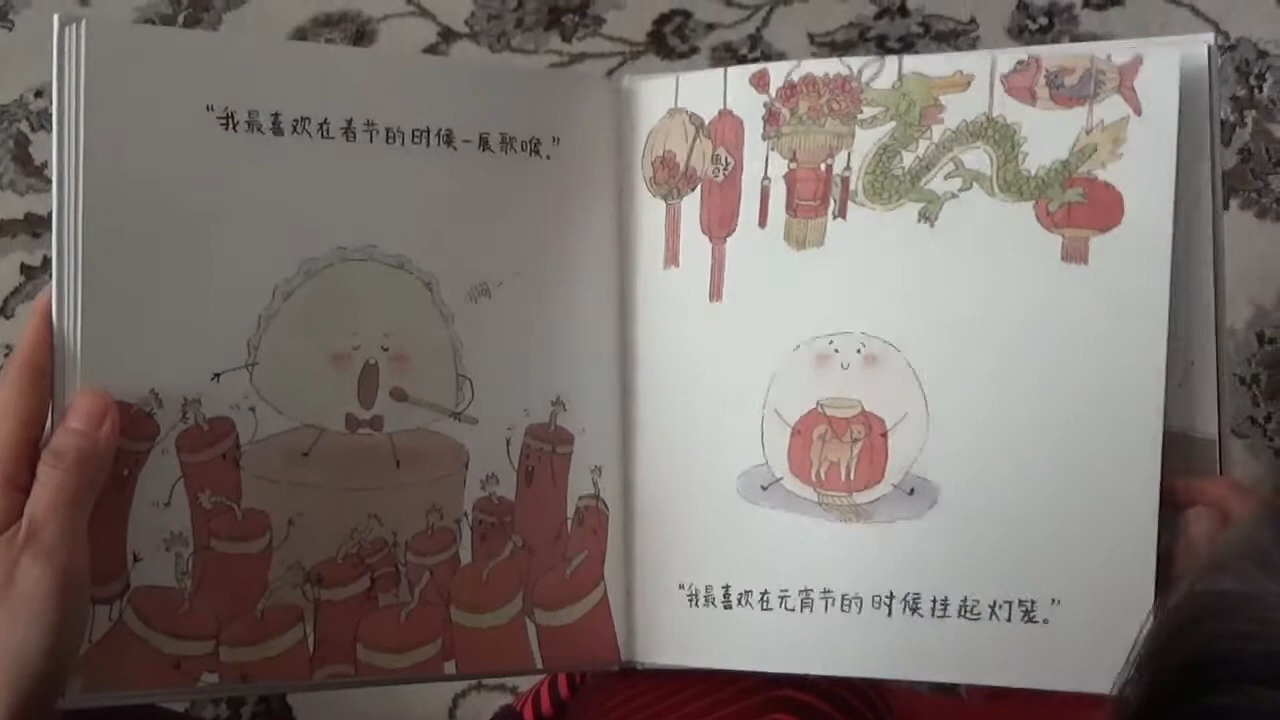 “我最喜欢在春节的时候一展歌喉。”
福
“我最喜欢在元宵节的时候挂起灯笼。”